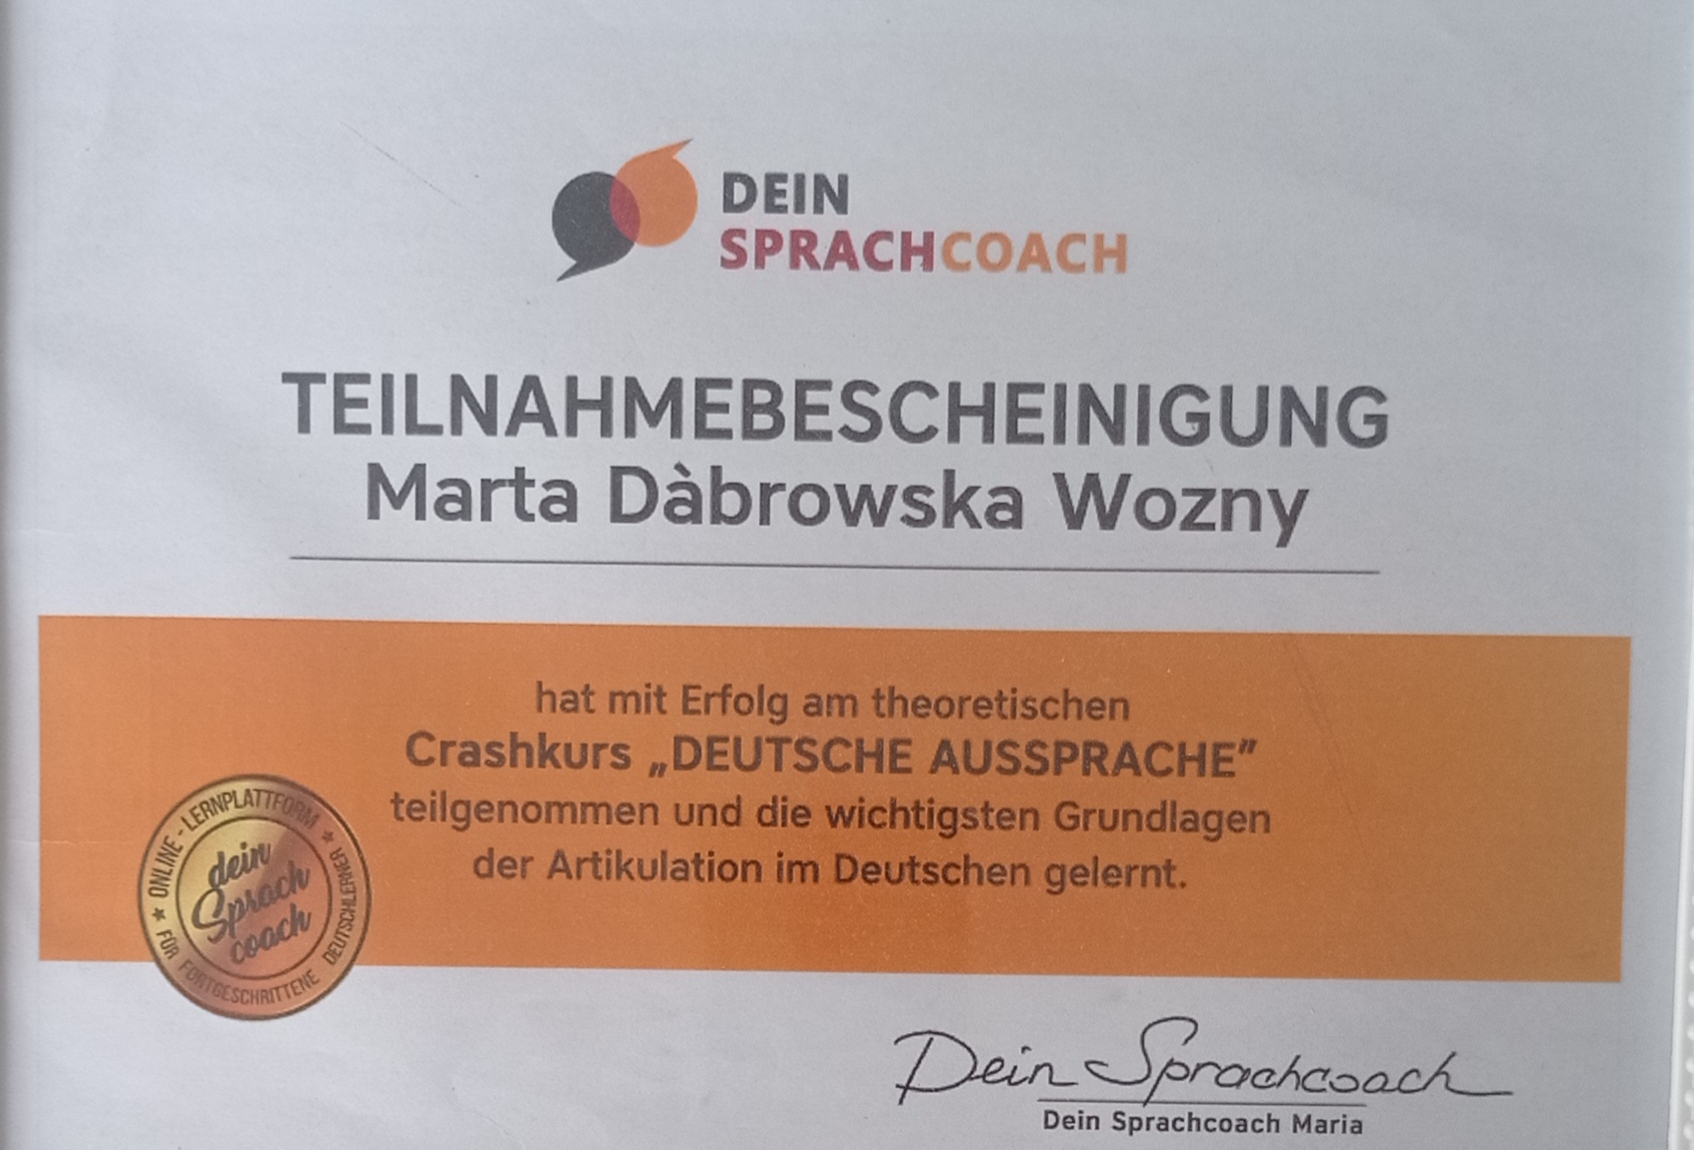 DEIN
SPRACHCOACH
TEILNAHMEBESCHEINIGUNG
Marta Dàbrowska Wozny
hat mit Erfolg am theoretischen
Crashkurs „DEUTSCHE AUSSPRACHE"
teilgenommen und die wichtigsten Grundlagen
der Artikulation im Deutschen gelernt.
★ ONLINE - LERNPLATTFORM ★
FÜR FORTGESCHRITTENE DEUTSCHLERNER
dein
Sprach
coach
Dein Sprachcoach
Dein Sprachcoach Maria